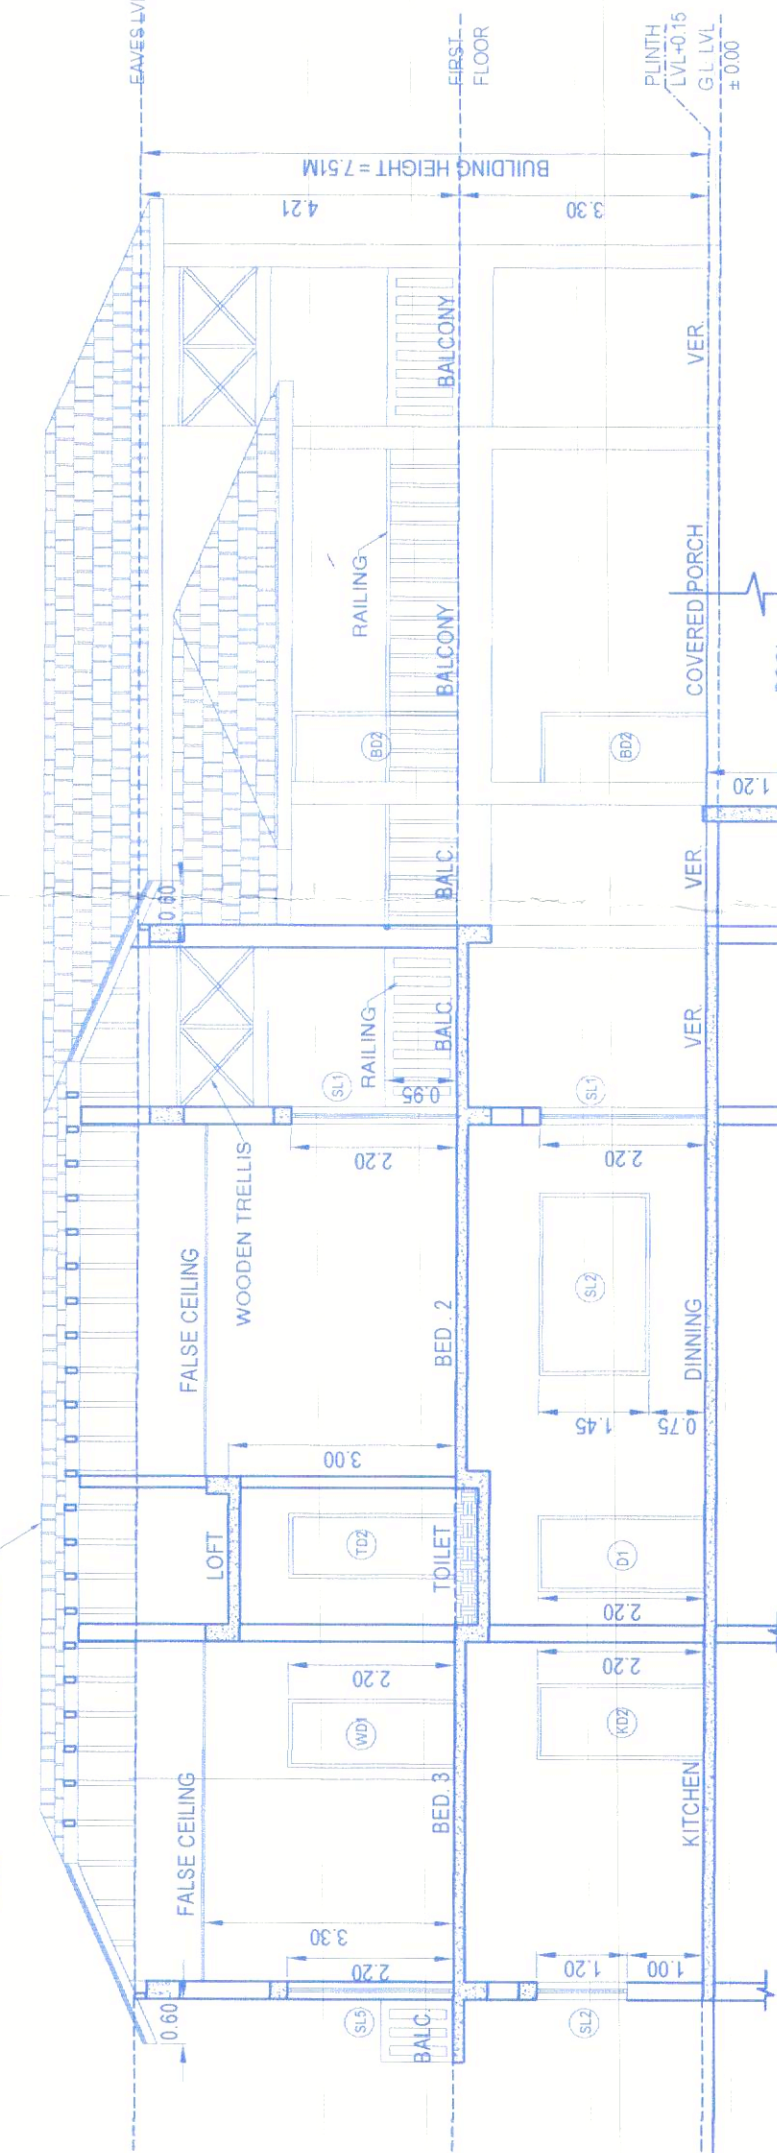 EAVES LVL
0.60
0.60
FALSE CEILING
FALSE CEILING
LOFT
WOODEN TRELLIS
4.21
BUILDING HEIGHT = 7.51M
3.30
3.00
2.20
2.20
2.20
SL5
WD1
TD2
SL1
RAILING
RAILING
BD2
0.95
BALC.
BED. 3
TOILET
BED. 2
BALC.
BALC.
BALCONY
BALCONY
FIRST
FLOOR
3.30
SL2
KD2
D1
SL2
SL1
BD2
1.20
1.00
2.20
2.20
1.45
0.75
2.20
KITCHEN
DINNING
VER.
VER.
COVERED PORCH
VER.
PLINTH
LVL+0.15
G L LVL
± 0.00
1.20